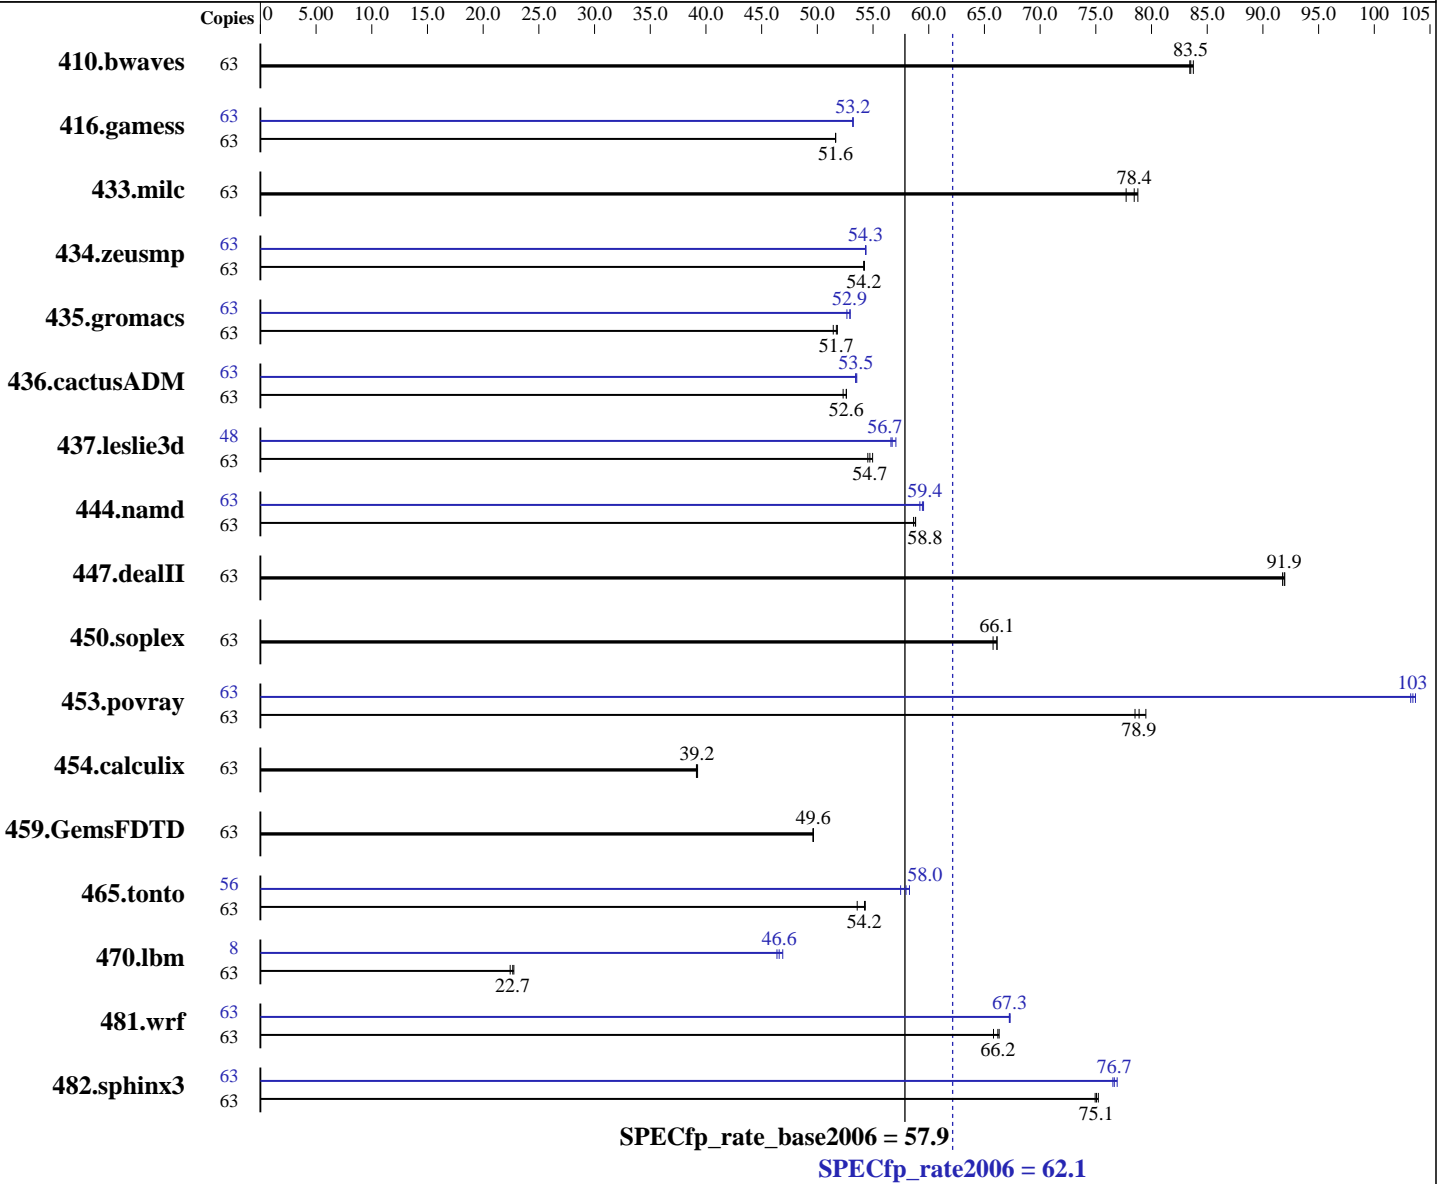 Copies 0 5.00 10.0 15.0 20.0 25.0 30.0 35.0 40.0 45.0 50.0 55.0 60.0 65.0 70.0 75.0 80.0 85.0 90.0 95.0 100 105
83.5
410.bwaves 63
63 53.2
416.gamess
63 51.6
78.4
433.milc 63
63 54.3
434.zeusmp
63 54.2
63 52.9
435.gromacs
63 51.7
63 53.5
436.cactusADM
63 52.6
48 56.7
437.leslie3d
63 54.7
63 59.4
444.namd
63 58.8
91.9
447.dealII 63
66.1
450.soplex 63
63 103
453.povray
63 78.9
39.2
454.calculix 63
49.6
459.GemsFDTD 63
56 58.0
465.tonto
63 54.2
8 46.6
470.lbm
63 22.7
63 67.3
481.wrf
63 66.2
63 76.7
482.sphinx3
63 75.1
SPECfp_rate_base2006 = 57.9
SPECfp_rate2006 = 62.1